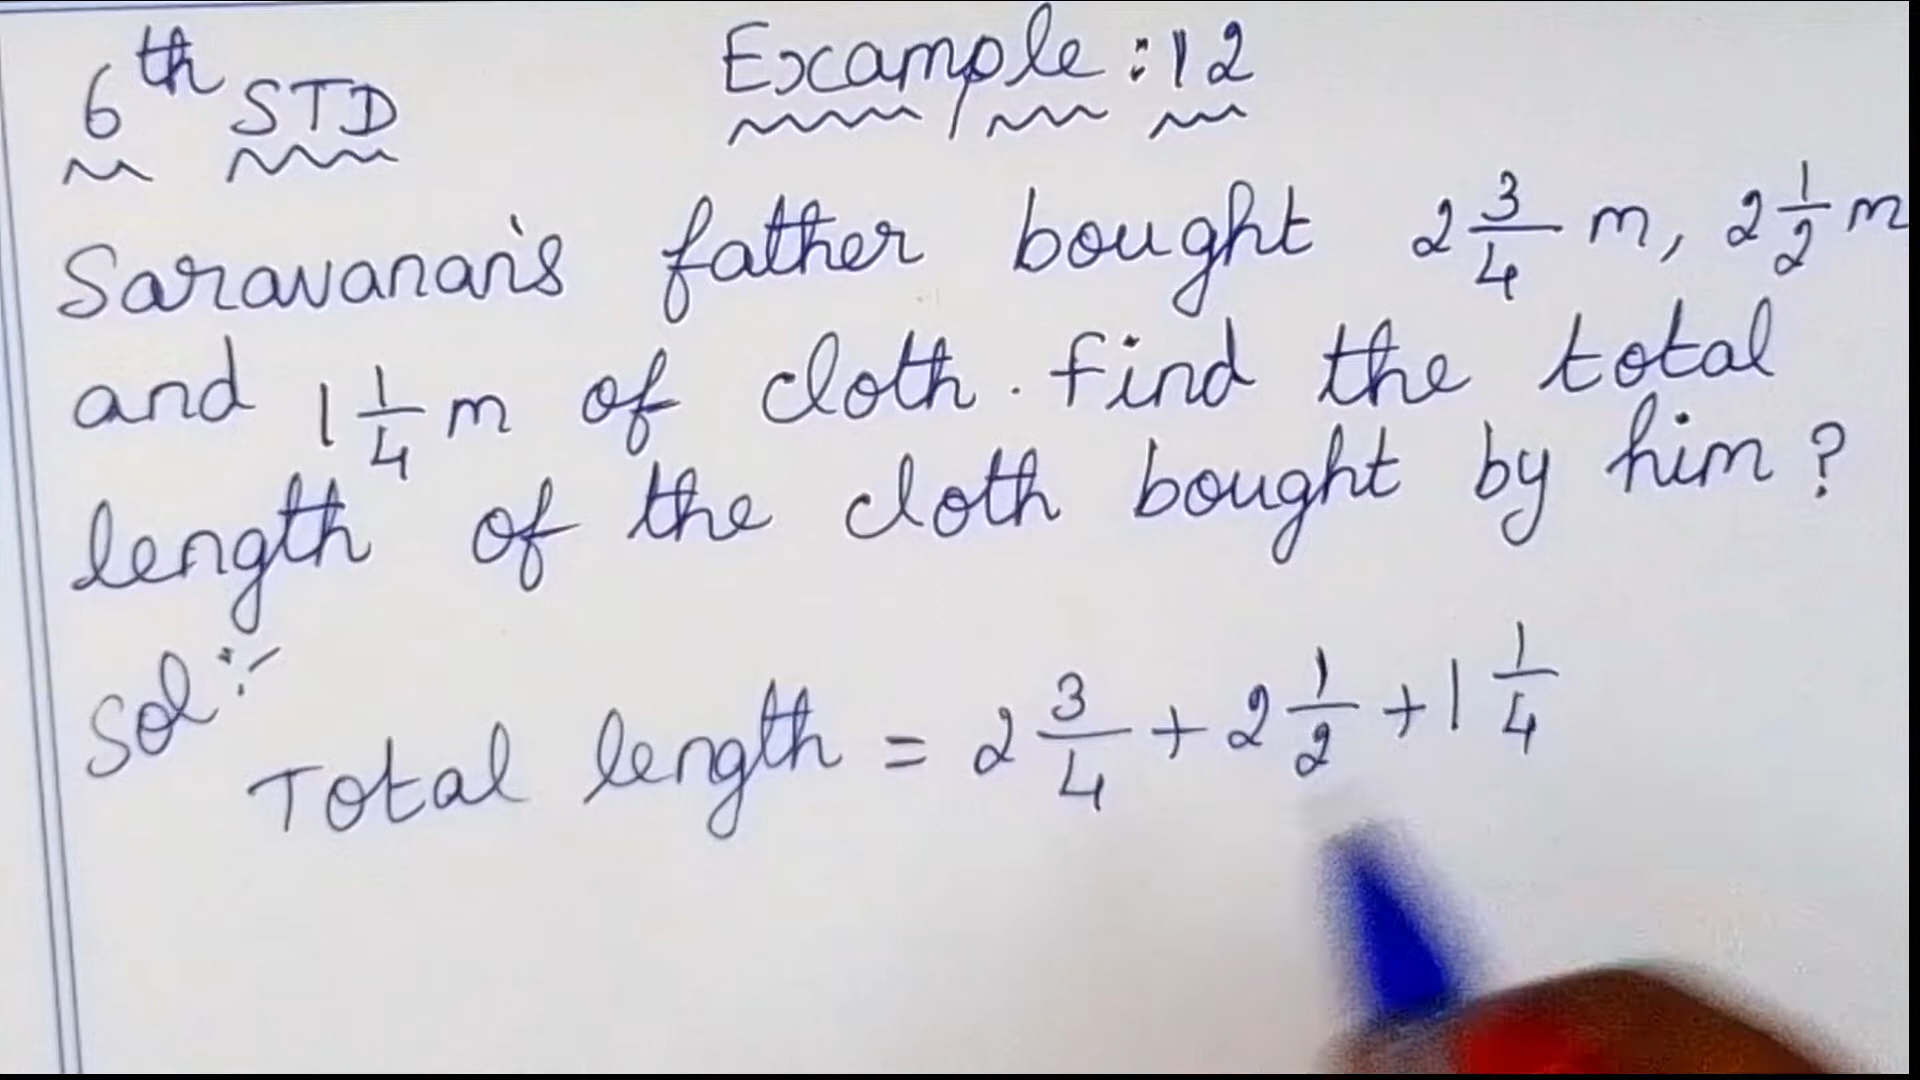 6th STD Example : 12
Saravanan's father bought 2 3/4 m, 2 1/2 m
and 1 1/4 m of cloth. Find the total
length of the cloth bought by him ?
Sol :-
Total length = 2 3/4 + 2 1/2 + 1 1/4